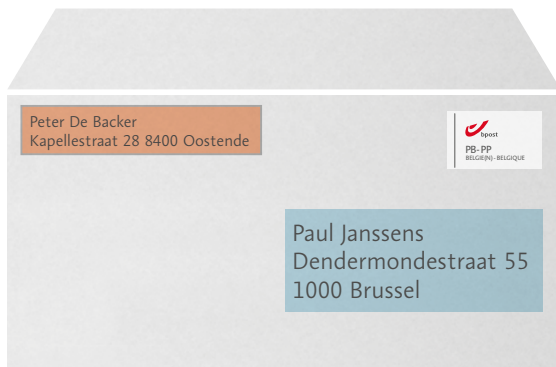 Peter De Backer
Kapellestraat 28 8400 Oostende
bpost
PB-PP
BELGIE(N)-BELGIQUE
Paul Janssens
Dendermondestraat 55
1000 Brussel